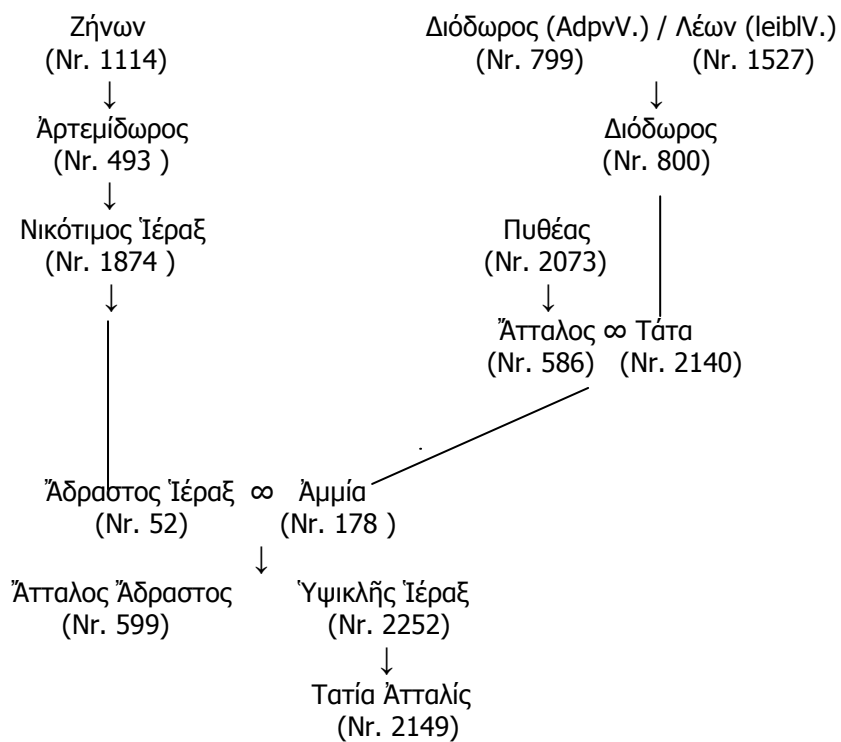 Ζήνων Διόδωρος (AdpvV.) / Λέων (leiblV.)
(Nr. 1114) (Nr. 799) (Nr. 1527)
↓ ↓
Ἀρτεμίδωρος Διόδωρος
(Nr. 493 ) (Nr. 800)
↓
Νικότιμος Ἱέραξ Πυθέας
(Nr. 1874 ) (Nr. 2073)
↓ ↓
Ἄτταλος ∞ Τάτα
(Nr. 586) (Nr. 2140)
Ἄδραστος Ἱέραξ ∞ Ἀμμία
(Nr. 52) (Nr. 178 )
↓
Ἄτταλος Ἄδραστος Ὑψικλῆς Ἱέραξ
(Nr. 599) (Nr. 2252)
↓
Τατία Ἀτταλίς
(Nr. 2149)